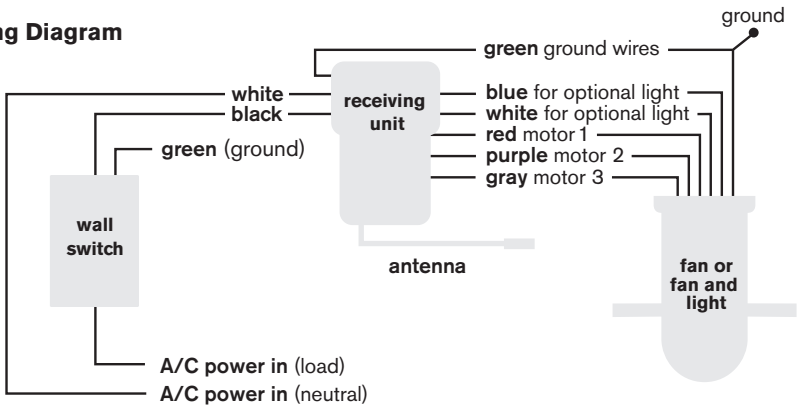 ng Diagram
ground
green ground wires
white
black
green (ground)
receiving
unit
blue for optional light
white for optional light
red motor 1
purple motor 2
gray motor 3
wall
switch
antenna
fan or
fan and
light
A/C power in (load)
A/C power in (neutral)